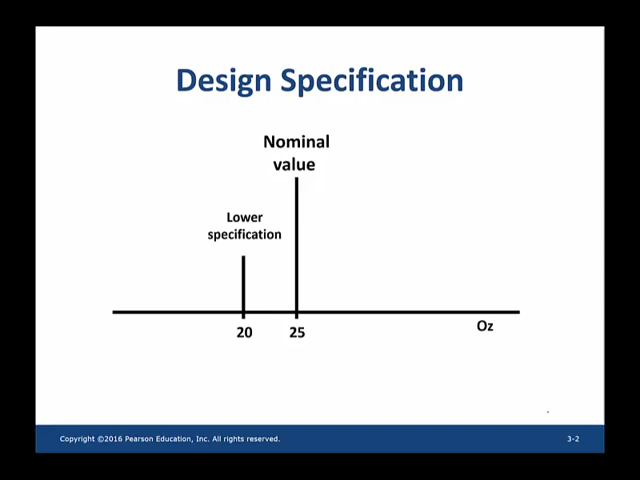 Design Specification
Nominal
value
Lower
specification
20
25
Oz
Copyright ©2016 Pearson Education, Inc. All rights reserved.
3-2